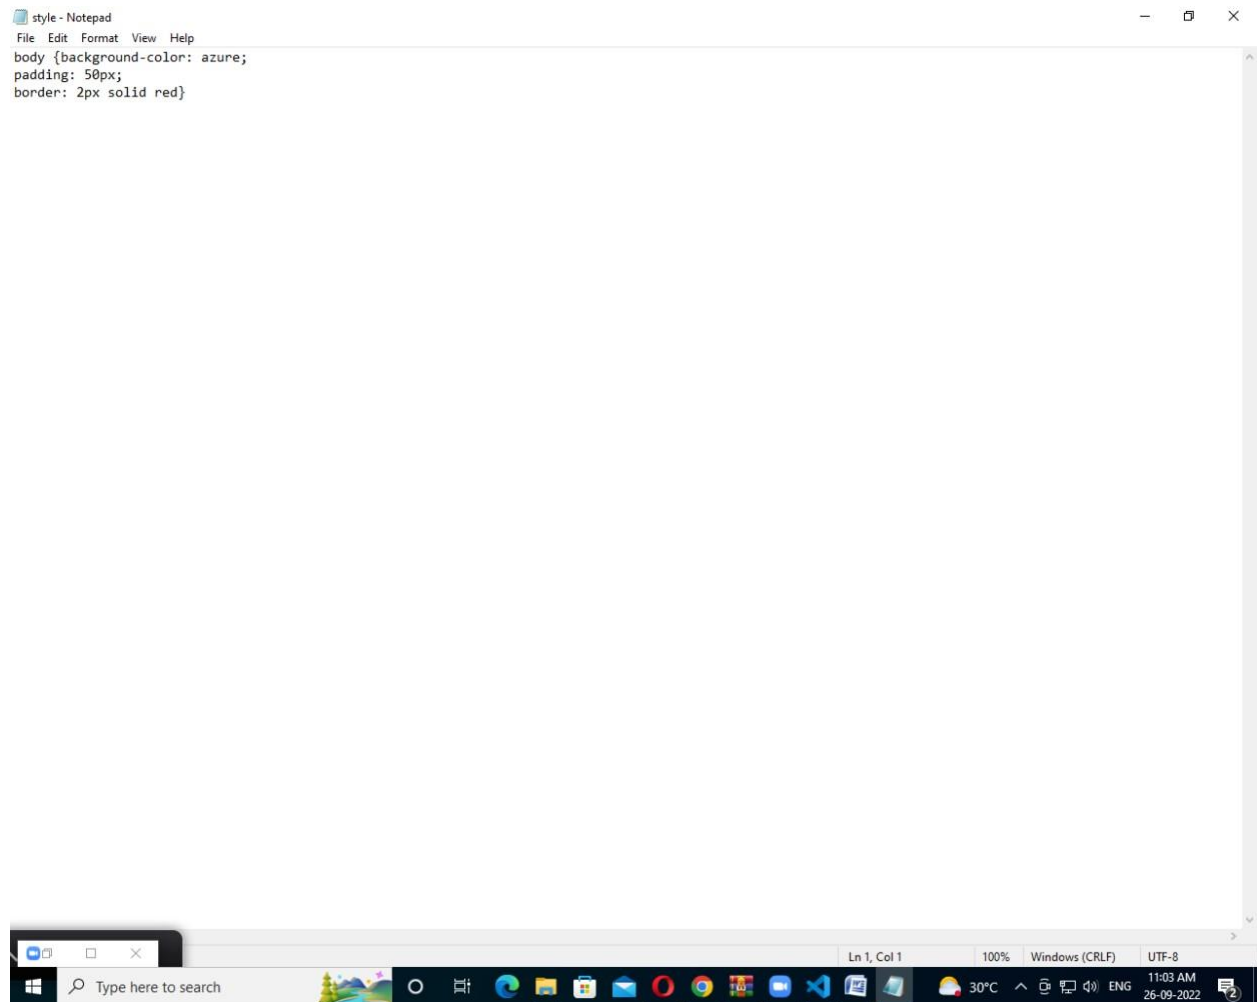 style - Notepad
File Edit Format View Help
body {background-color: azure;
padding: 50px;
border: 2px solid red}
Ln 1, Col 1 100% Windows (CRLF) UTF-8
Type here to search 30°C ENG 11:03 AM
26-09-2022
2